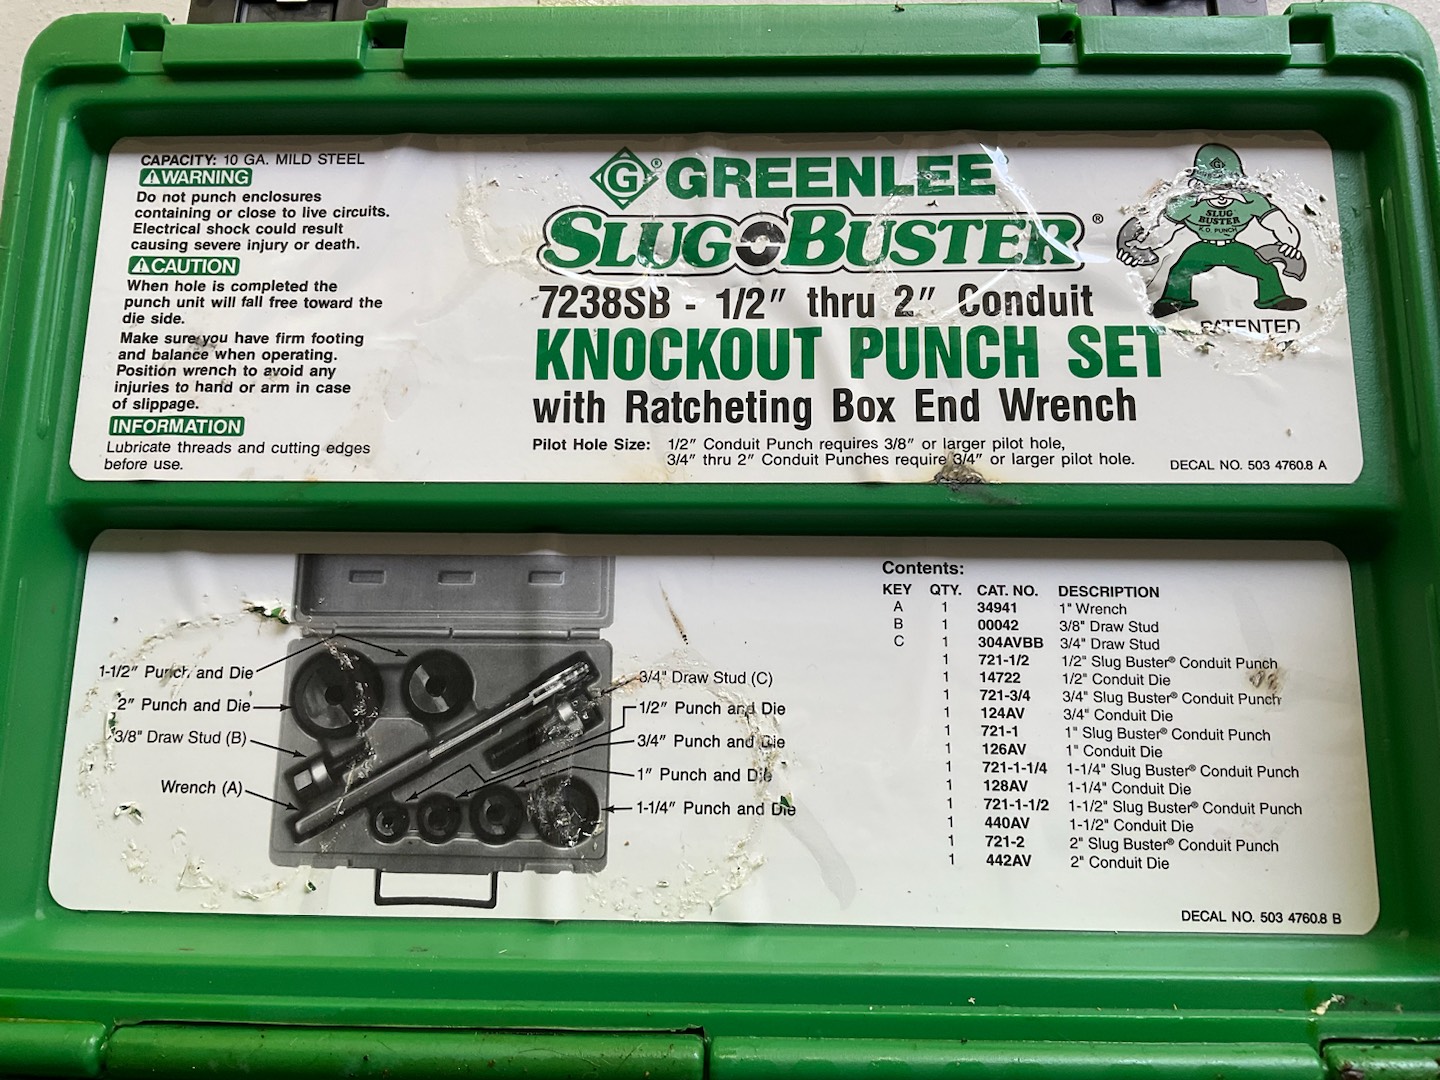 CAPACITY: 10 GA. MILD STEEL
WARNING
Do not punch enclosures
containing or close to live circuits.
Electrical shock could result
causing severe injury or death.
CAUTION
When hole is completed the
punch unit will fall free toward the
die side.
Make sure you have firm footing
and balance when operating.
Position wrench to avoid any
injuries to hand or arm in case
of slippage.
INFORMATION
Lubricate threads and cutting edges
before use.
G® GREENLEE
SLUG BUSTER®
7238SB - 1/2" thru 2" Conduit
KNOCKOUT PUNCH SET
with Ratcheting Box End Wrench
Pilot Hole Size: 1/2" Conduit Punch requires 3/8" or larger pilot hole,
3/4" thru 2" Conduit Punches require 3/4" or larger pilot hole.
G
SLUG
BUSTER
K.O. PUNCH
PATENTED
DECAL NO. 503 4760.8 A
1-1/2" Punch and Die
2" Punch and Die
3/8" Draw Stud (B)
Wrench (A)
3/4" Draw Stud (C)
1/2" Punch and Die
3/4" Punch and Die
1" Punch and Die
1-1/4" Punch and Die
Contents:
KEY QTY. CAT. NO. DESCRIPTION
A 1 34941 1" Wrench
B 1 00042 3/8" Draw Stud
C 1 304AVBB 3/4" Draw Stud
1 721-1/2 1/2" Slug Buster® Conduit Punch
1 14722 1/2" Conduit Die
1 721-3/4 3/4" Slug Buster® Conduit Punch
1 124AV 3/4" Conduit Die
1 721-1 1" Slug Buster® Conduit Punch
1 126AV 1" Conduit Die
1 721-1-1/4 1-1/4" Slug Buster® Conduit Punch
1 128AV 1-1/4" Conduit Die
1 721-1-1/2 1-1/2" Slug Buster® Conduit Punch
1 440AV 1-1/2" Conduit Die
1 721-2 2" Slug Buster® Conduit Punch
1 442AV 2" Conduit Die
DECAL NO. 503 4760.8 B